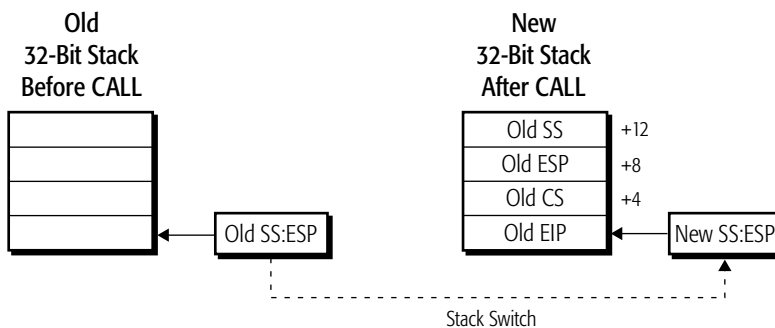 Old
32-Bit Stack
Before CALL
New
32-Bit Stack
After CALL
Old SS
+12
Old ESP
+8
Old CS
+4
Old SS:ESP
Old EIP
New SS:ESP
Stack Switch